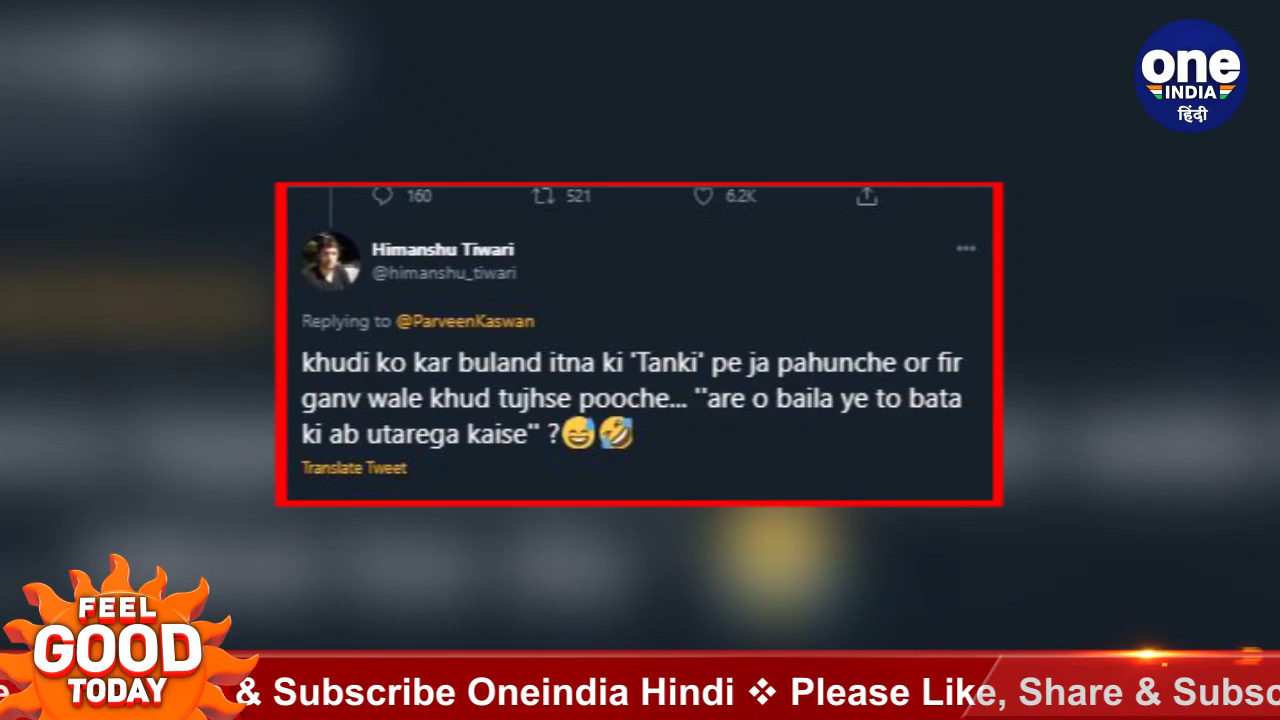 one
INDIA
हिंदी
160 521 6.2K
Himanshu Tiwari
@himanshu_tiwari
Replying to @ParveenKaswan
khudi ko kar buland itna ki 'Tanki' pe ja pahunche or fir
ganv wale khud tujhse pooche... "are o baila ye to bata
ki ab utarega kaise" ?😅🤣
Translate Tweet
FEEL
GOOD
TODAY
& Subscribe Oneindia Hindi ❖ Please Like, Share & Subsc